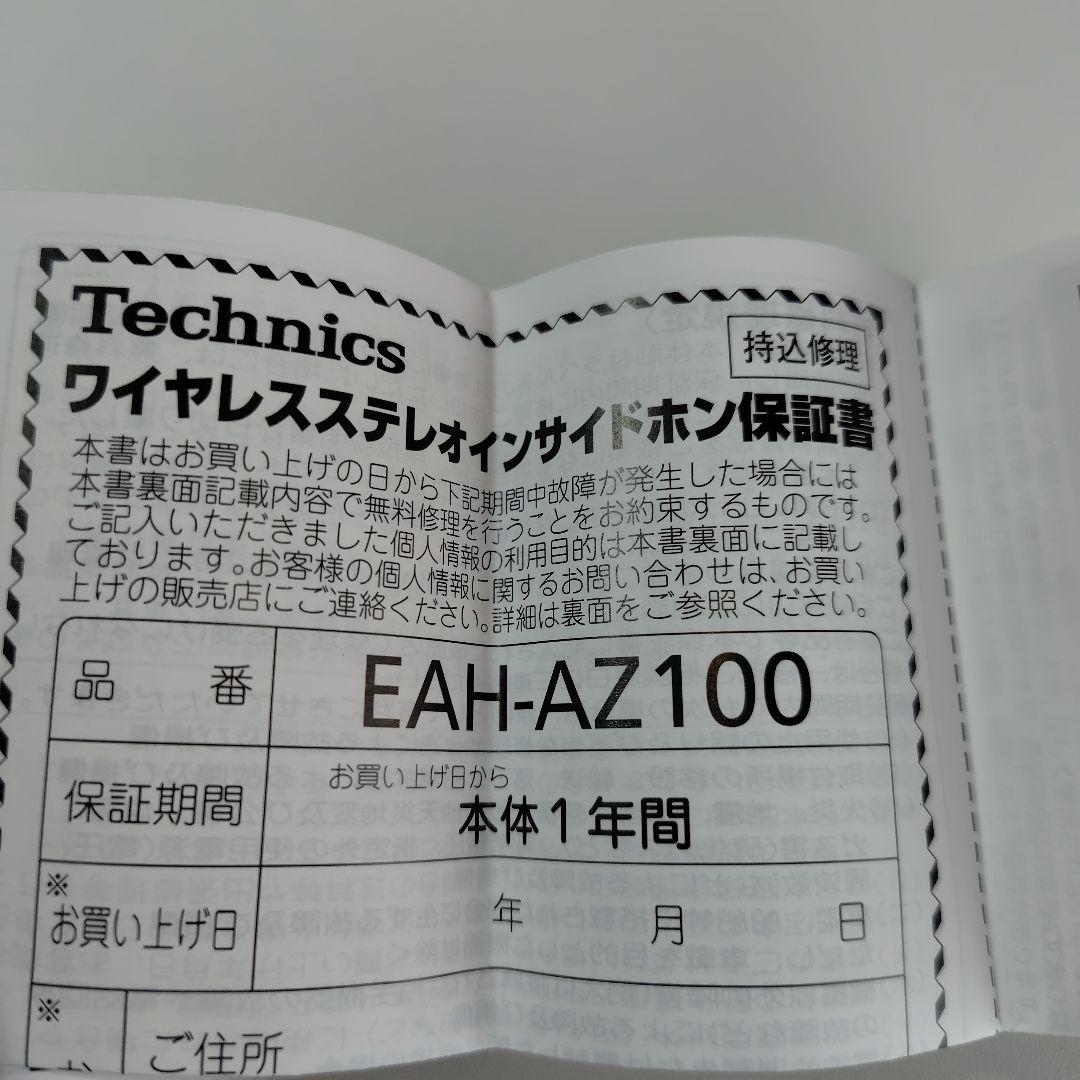 Technics
持込修理
ワイヤレスステレオインサイドホン保証書
本書はお買い上げの日から下記期間中故障が発生した場合には
本書裏面記載内容で無料修理を行うことをお約束するものです。
ご記入いただきました個人情報の利用目的は本書裏面に記載し
ております。お客様の個人情報に関するお問い合わせは、お買い
上げの販売店にご連絡ください。詳細は裏面をご参照ください。
品 番 EAH-AZ100
保証期間 お買い上げ日から
本体1年間
※
お買い上げ日 年 月 日
※
ご住所